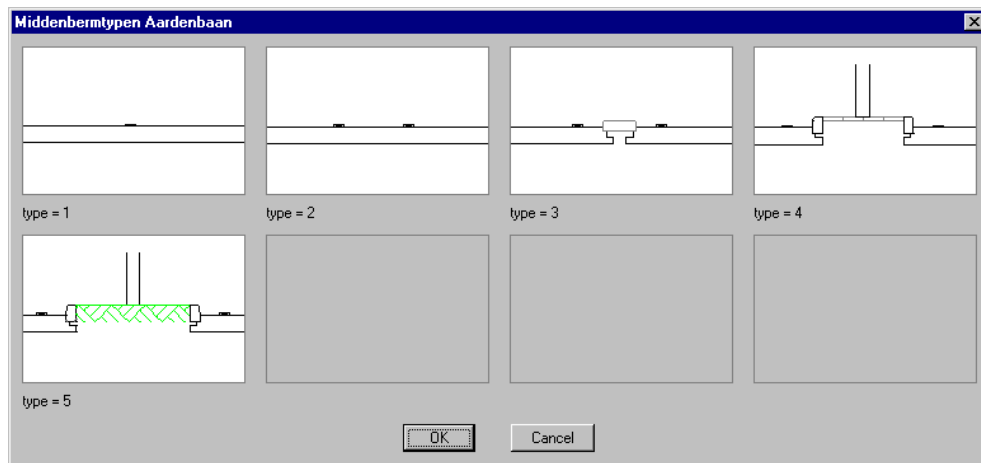 Middenbermtypen Aardenbaan
type = 1
type = 2
type = 3
type = 4
type = 5
OK
Cancel